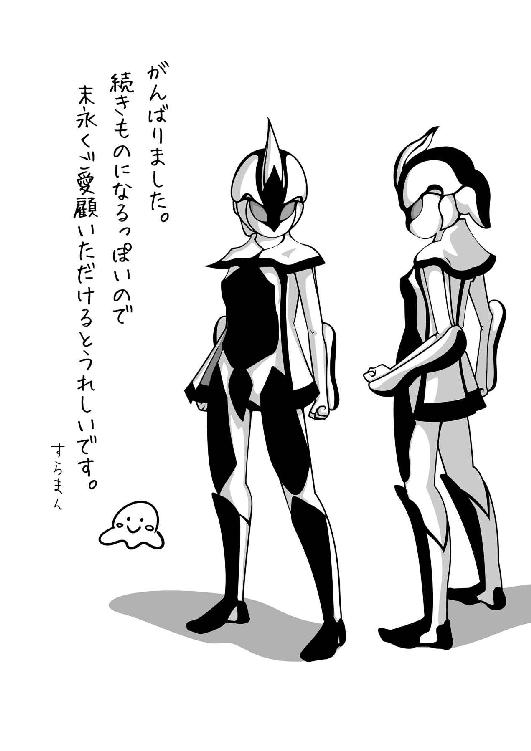 がんばりました。
続きものになるっぽいので
末永くご愛顧いただけるとうれしいです。
すらまん